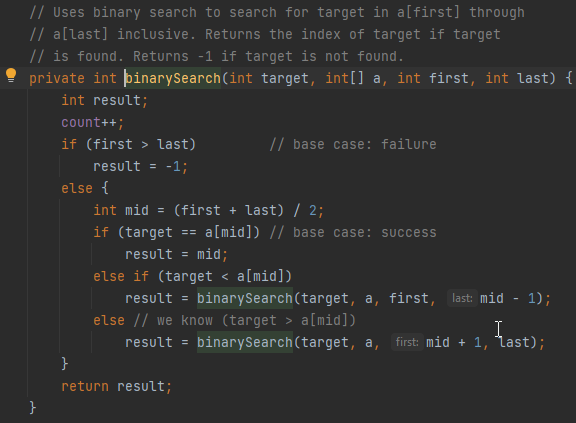 // Uses binary search to search for target in a[first] through
// a[last] inclusive. Returns the index of target if target
// is found. Returns -1 if target is not found.
private int binarySearch(int target, int[] a, int first, int last) {
    int result;
    count++;
    if (first > last)         // base case: failure
        result = -1;
    else {
        int mid = (first + last) / 2;
        if (target == a[mid]) // base case: success
            result = mid;
        else if (target < a[mid])
            result = binarySearch(target, a, first, last: mid - 1);
        else // we know (target > a[mid])
            result = binarySearch(target, a, first: mid + 1, last);
    }
    return result;
}